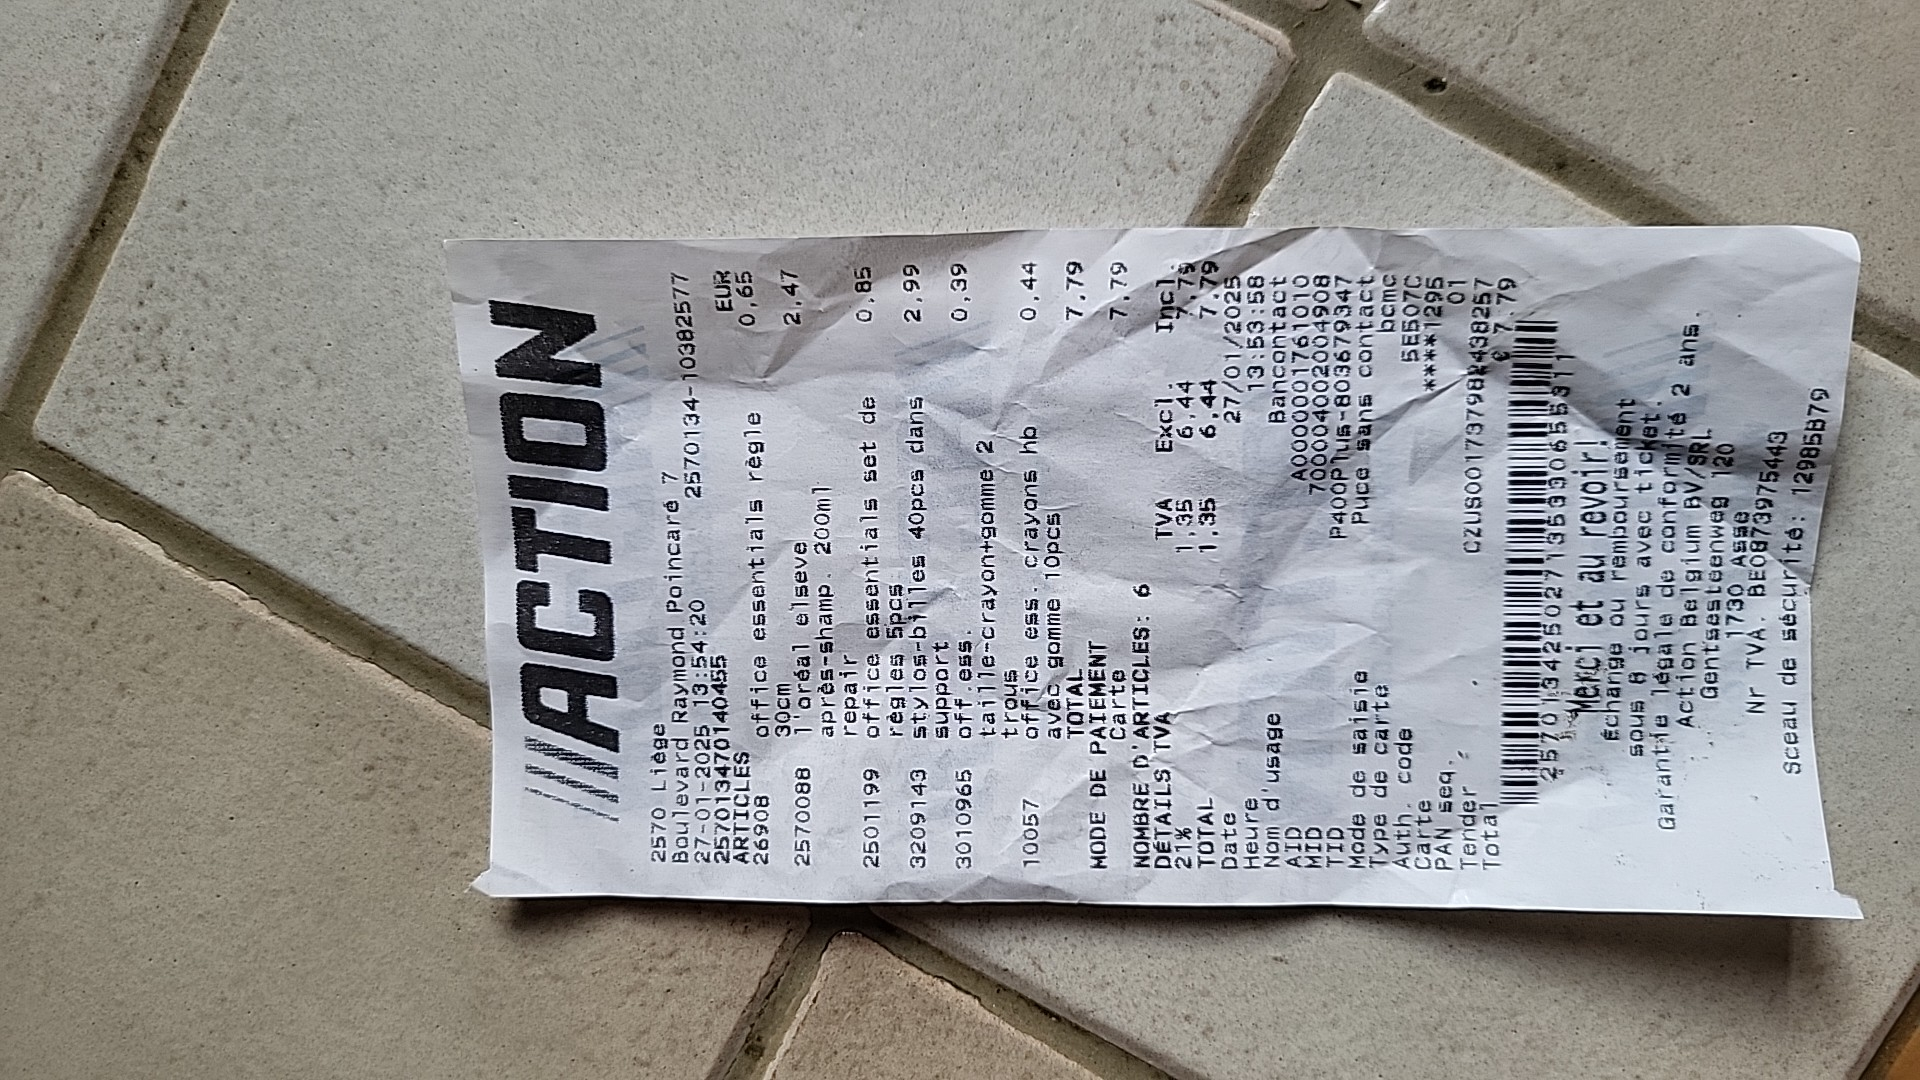 ACTION
2570 Liège
Boulevard Raymond Poincaré 7
27-01-2025 13:54:20 2570134-10382577
257013470140455
ARTICLES EUR
26908 office essentials règle 0,65
30cm
2570088 l'oréal elseve 2,47
après-shamp. 200ml
repair
2501199 office essentials set de 0,85
règles 5pcs
3209143 stylos-billes 40pcs dans 2,99
support
3010965 off.ess. 0,39
taille-crayon+gomme 2
trous
10057 office ess. crayons hb 0,44
avec gomme 10pcs
TOTAL 7,79
MODE DE PAIEMENT
Carte 7,79
NOMBRE D'ARTICLES: 6
DÉTAILS TVA TVA Excl. Incl.
21% 1,35 6,44 7,79
TOTAL 1,35 6,44 7,79
Date 27/01/2025
Heure 13:53:58
Nom d'usage Bancontact
AID A0000001761010
MID 700004002004908
TID P400Plus-803679347
Mode de saisie Puce sans contact
Type de carte bcmc
Auth. code 5E507C
Carte ****1295
PAN seq. 01
Tender CZUS001737982438257
Total € 7,79
Merci et au revoir!
Échange ou remboursement
sous 8 jours avec ticket.
Garantie légale de conformité 2 ans.
Action Belgium BV/SRL
Gentsesteenweg 120
1730 Asse
Nr TVA. BE0873975443
Sceau de sécurité: 12985B79